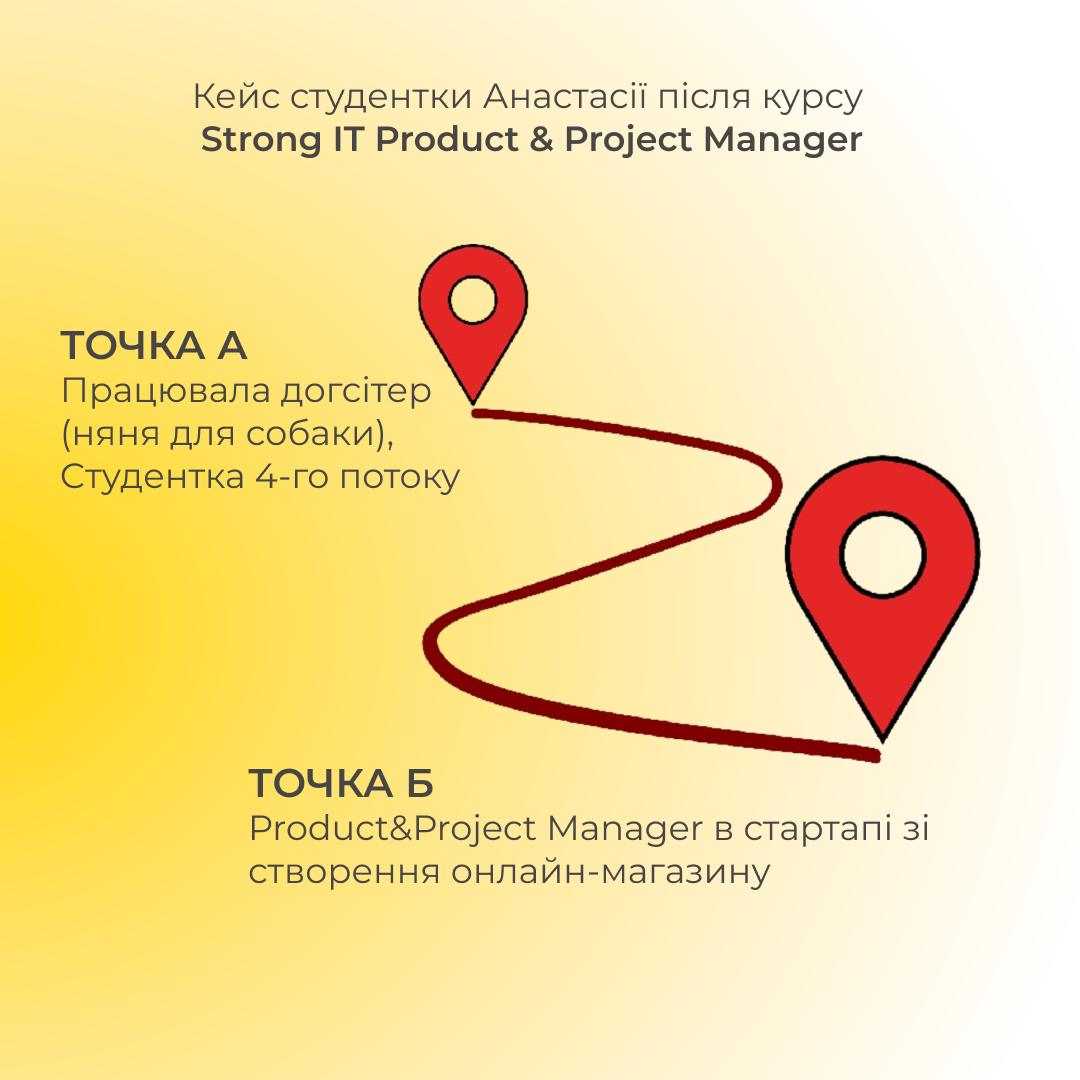 Кейс студентки Анастасії після курсу
Strong IT Product & Project Manager
ТОЧКА А
Працювала догсітер
(няня для собаки),
Студентка 4-го потоку
ТОЧКА Б
Product&Project Manager в стартапі зі
створення онлайн-магазину